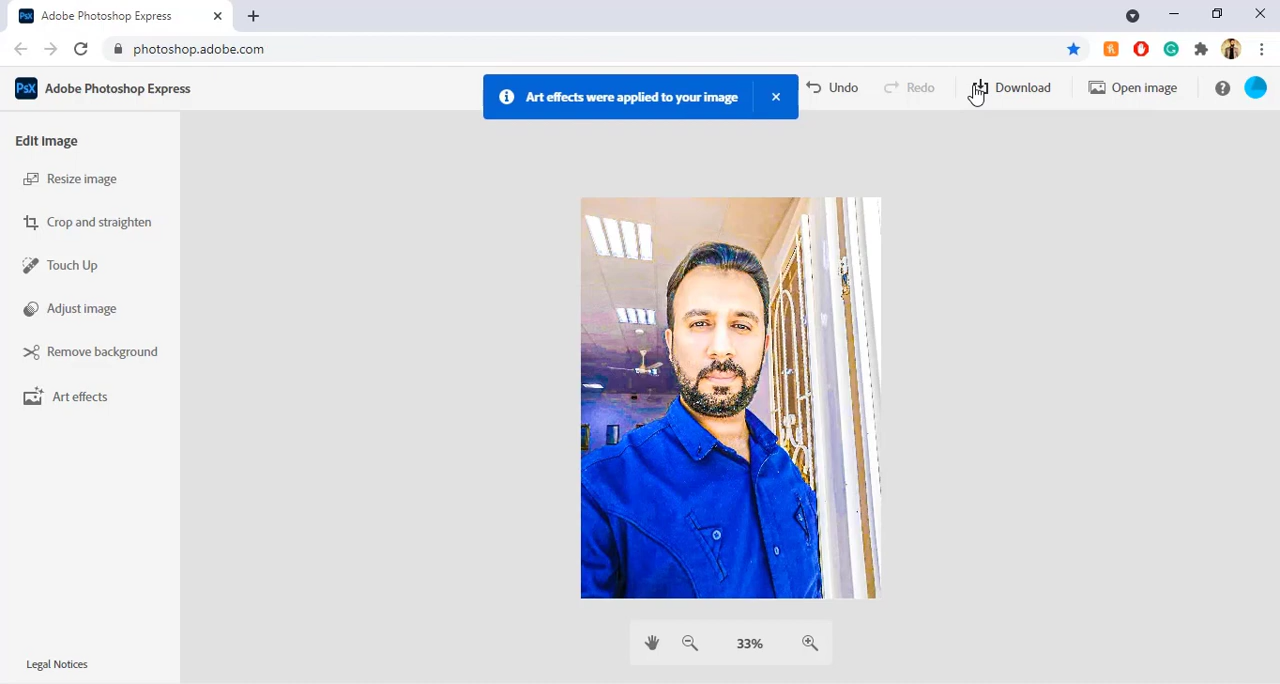 PsX Adobe Photoshop Express
photoshop.adobe.com
PsX Adobe Photoshop Express
Art effects were applied to your image
Undo
Redo
Download
Open image
Edit Image
Resize image
Crop and straighten
Touch Up
Adjust image
Remove background
Art effects
33%
Legal Notices